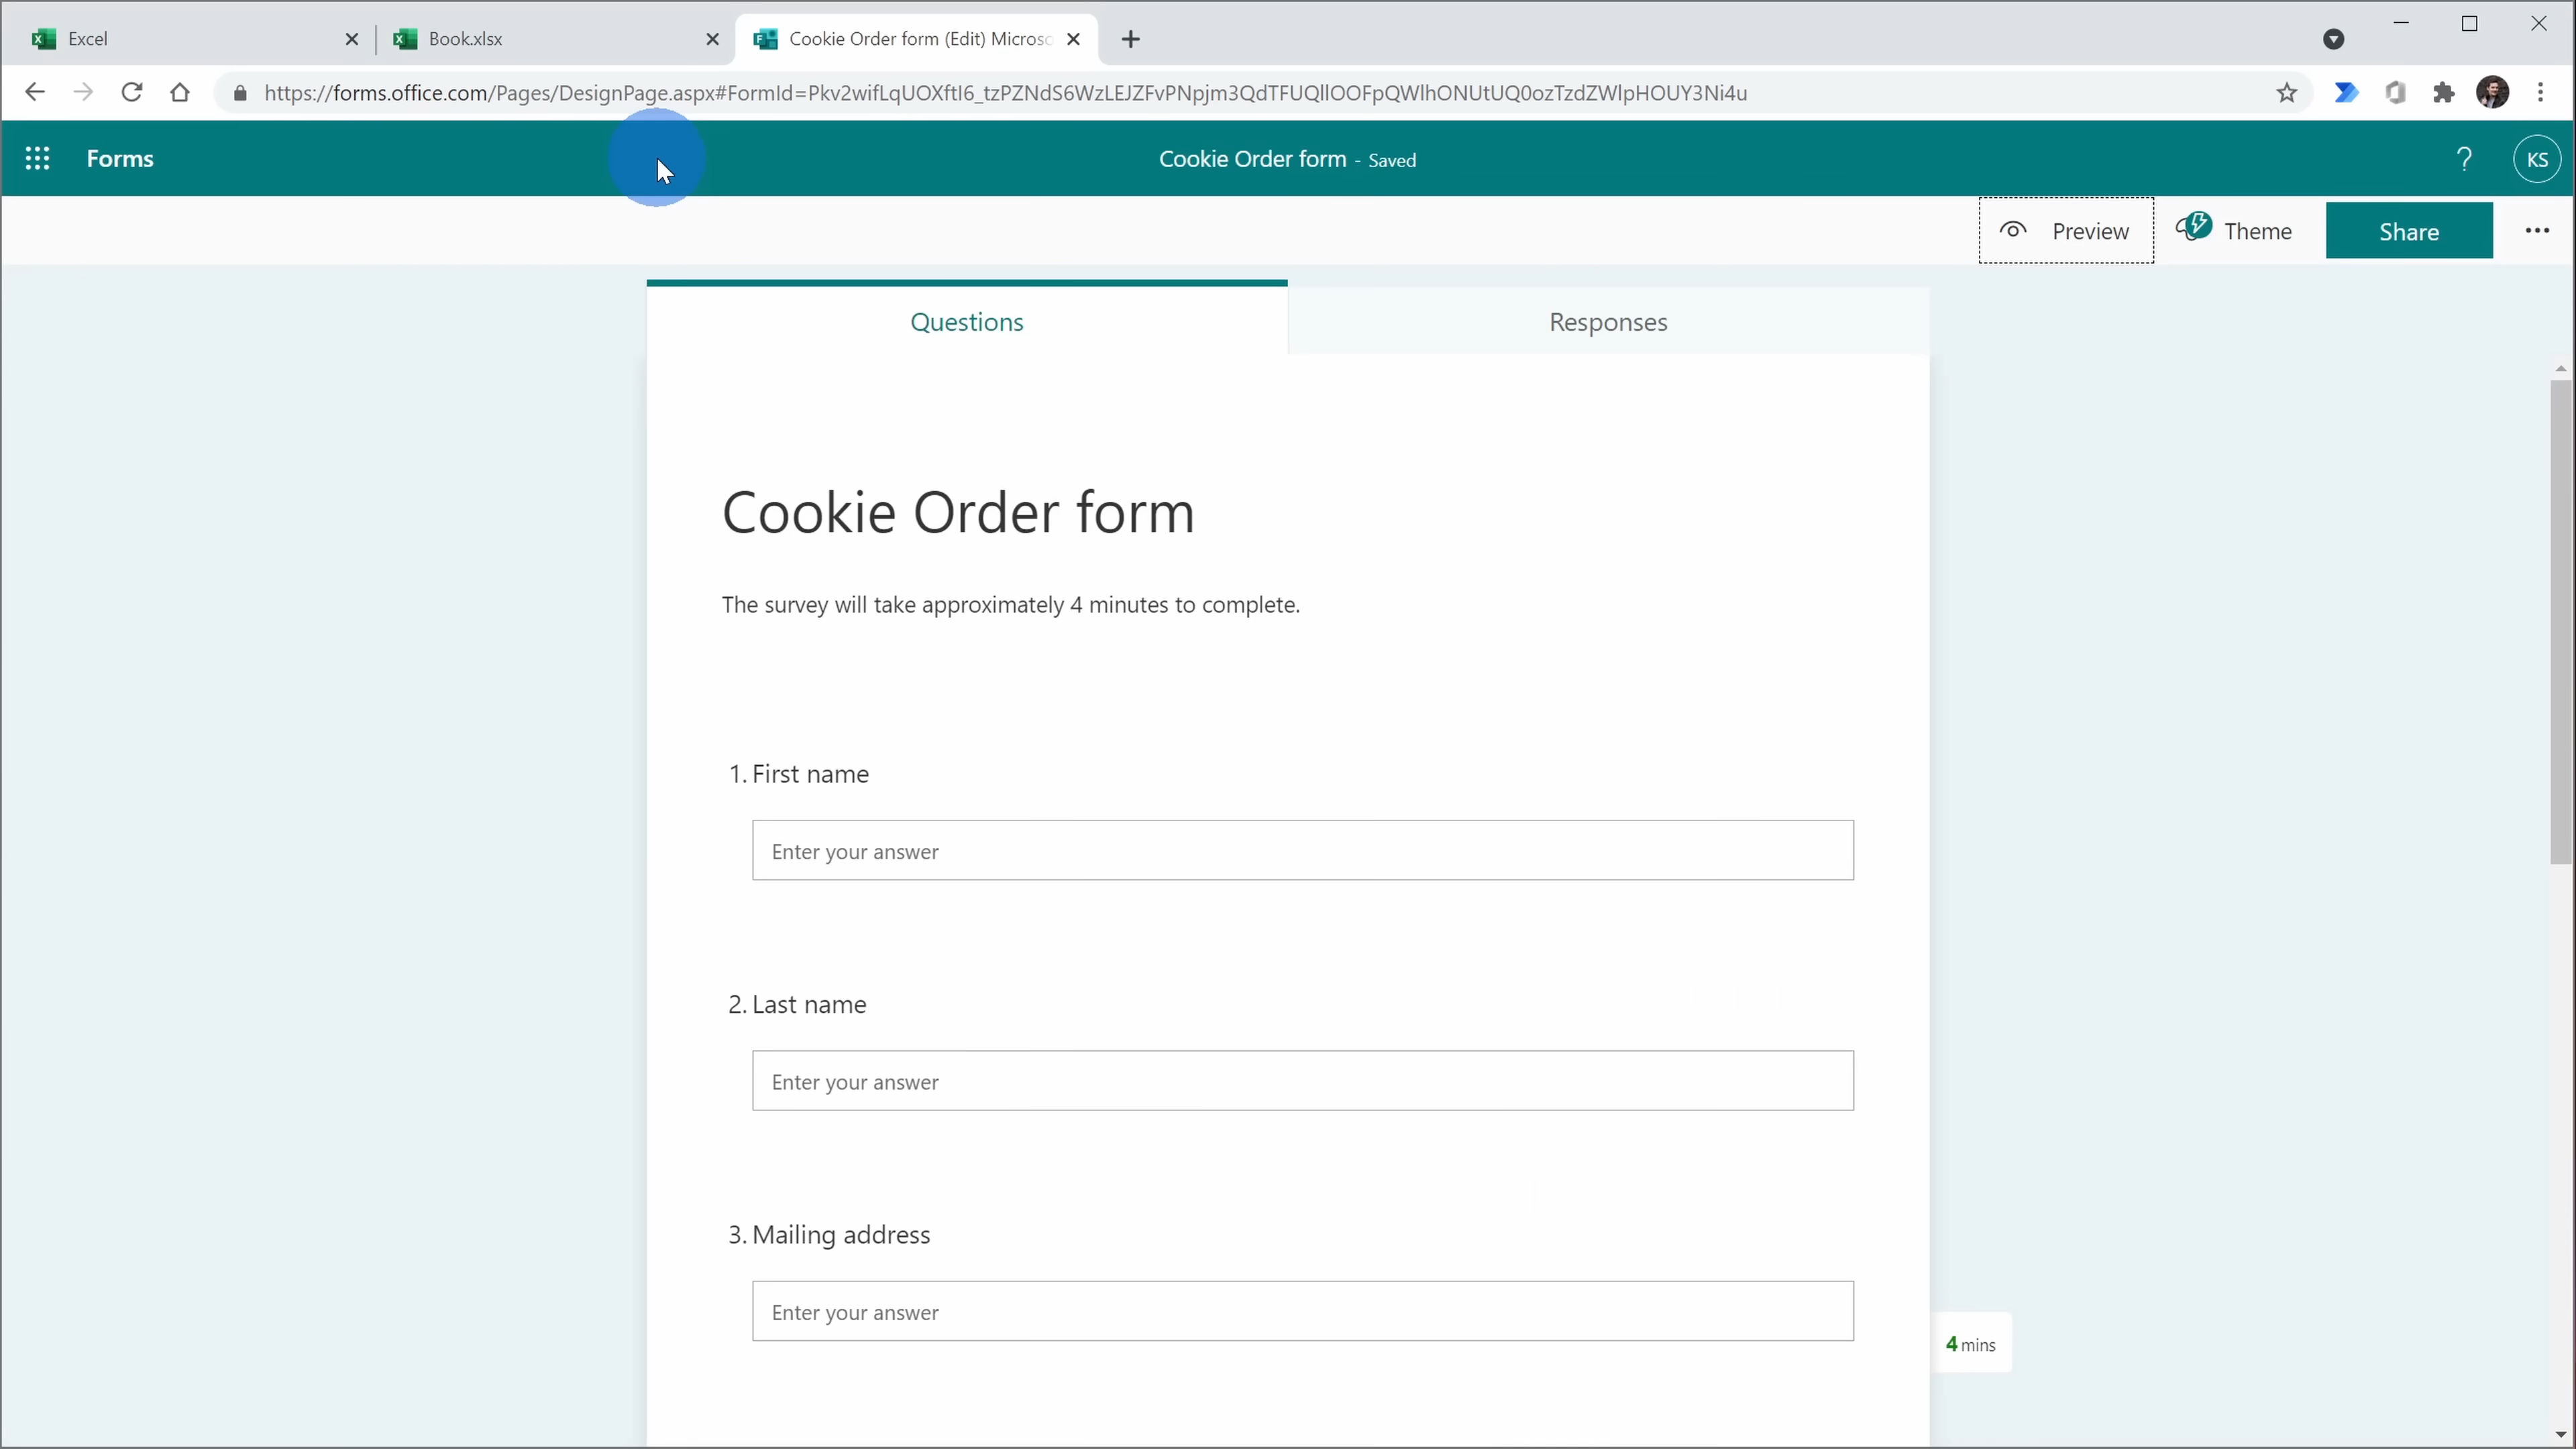 Excel
Book.xlsx
Cookie Order form (Edit) Microso
https://forms.office.com/Pages/DesignPage.aspx#FormId=Pkv2wifLqUOXftI6_tzPZNdS6WzLEJZFvPNpjm3QdTFUQllOOFpQWlhONUtUQ0ozTzdZWlpHOUY3Ni4u
Forms
Cookie Order form - Saved
?
KS
Preview
Theme
Share
Questions
Responses
Cookie Order form
The survey will take approximately 4 minutes to complete.
1. First name
Enter your answer
2. Last name
Enter your answer
3. Mailing address
Enter your answer
4 mins